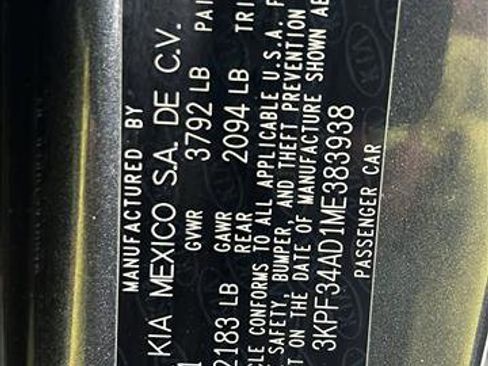 MANUFACTURED BY
KIA MEXICO S.A. DE C.V.
GVWR 3792 LB
GAWR
2183 LB REAR 2094 LB
CONFORMS TO ALL APPLICABLE U.S.A.
SAFETY, BUMPER, AND THEFT PREVENTION
ON THE DATE OF MANUFACTURE SHOWN
3KPF34AD1ME383938
PASSENGER CAR
KIA